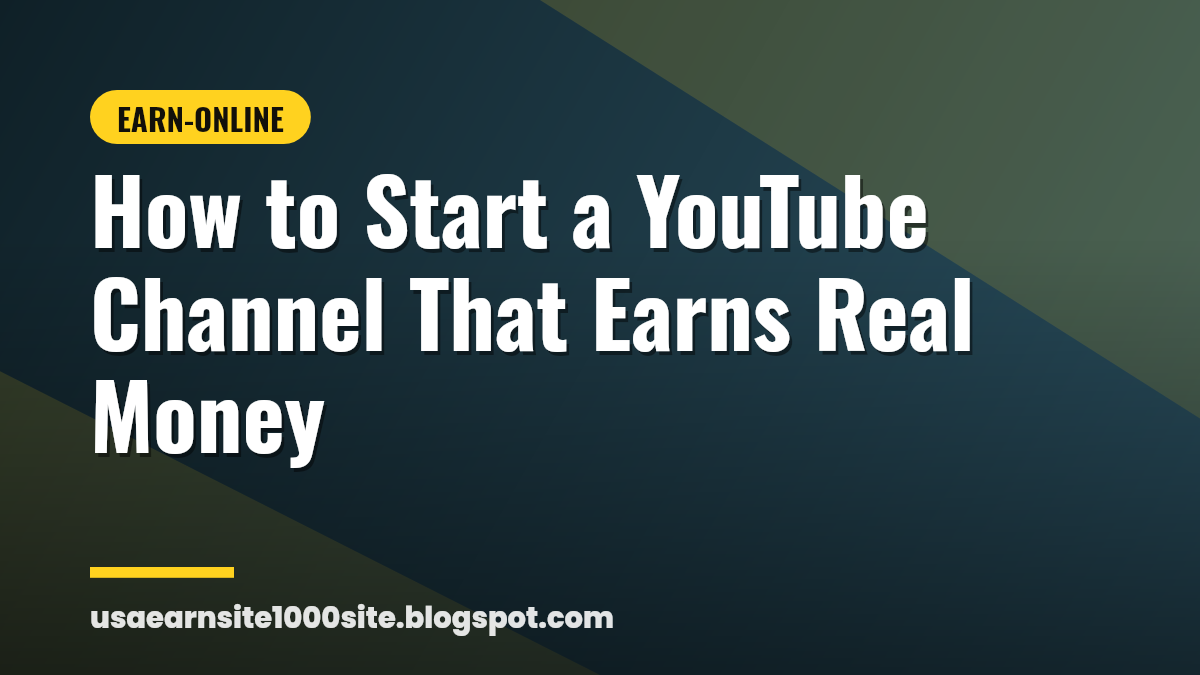 EARN-ONLINE
How to Start a YouTube
Channel That Earns Real
Money
usaearnsite1000site.blogspot.com